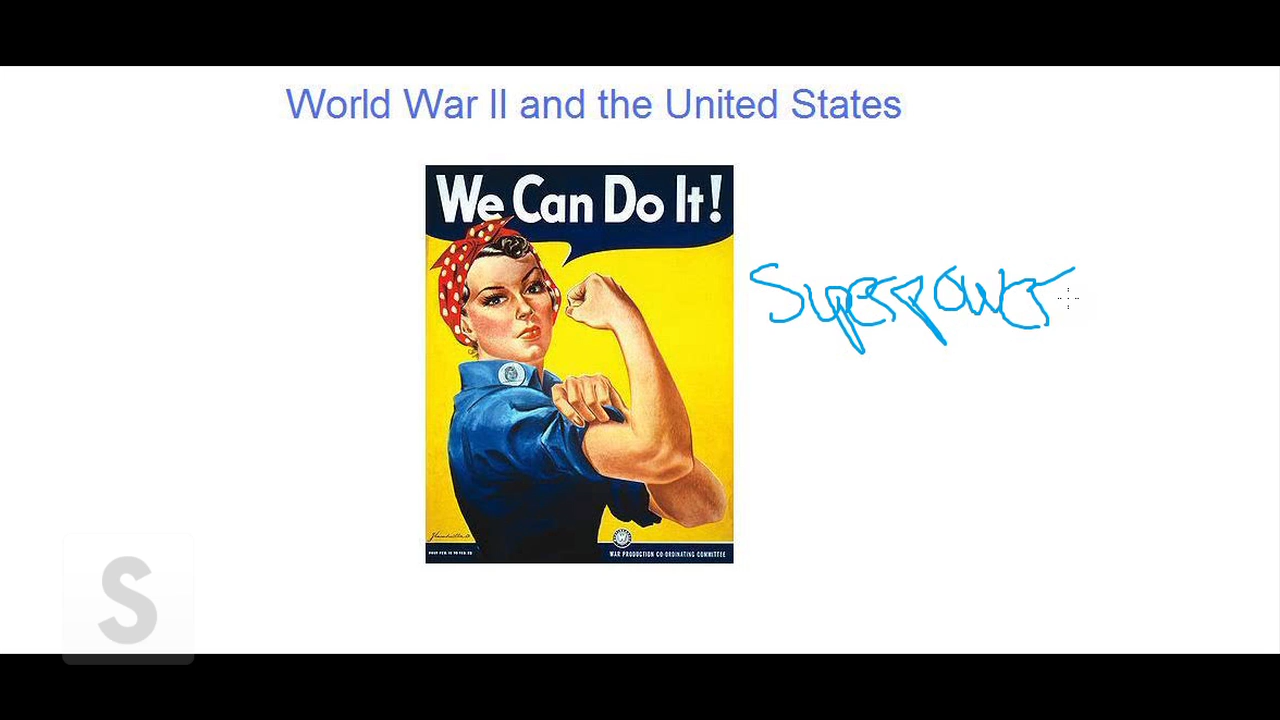 World War II and the United States
We Can Do It!
Superpower
WAR PRODUCTION CO-ORDINATING COMMITTEE
S